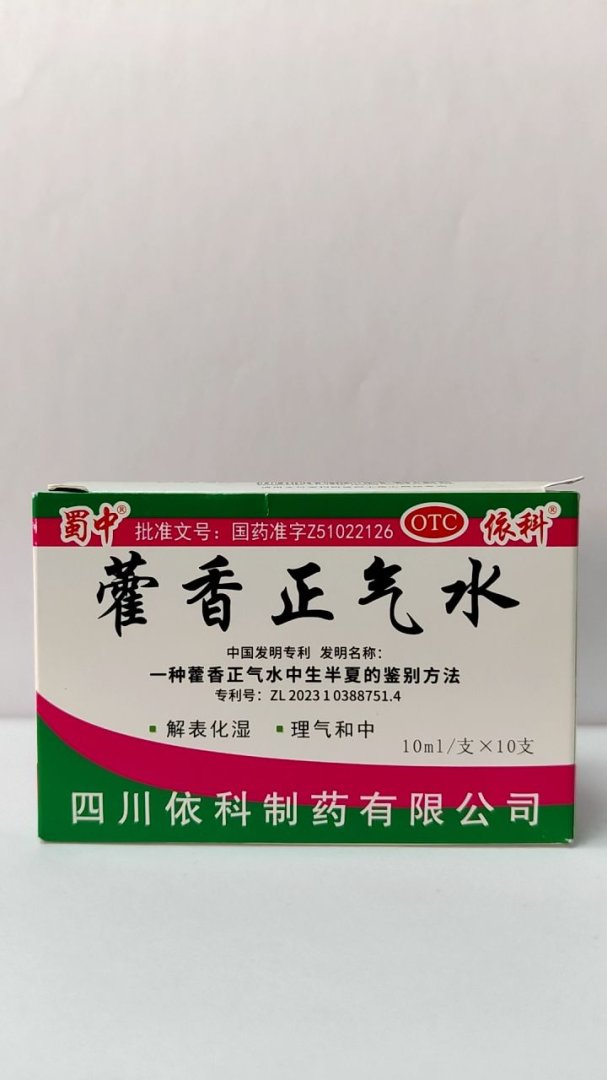 蜀中® 批准文号：国药准字Z51022126 OTC 依科®
藿香正气水
中国发明专利 发明名称：
一种藿香正气水中生半夏的鉴别方法
专利号：ZL 2023 1 0388751.4
▪ 解表化湿 ▪ 理气和中
10ml/支×10支
四川依科制药有限公司